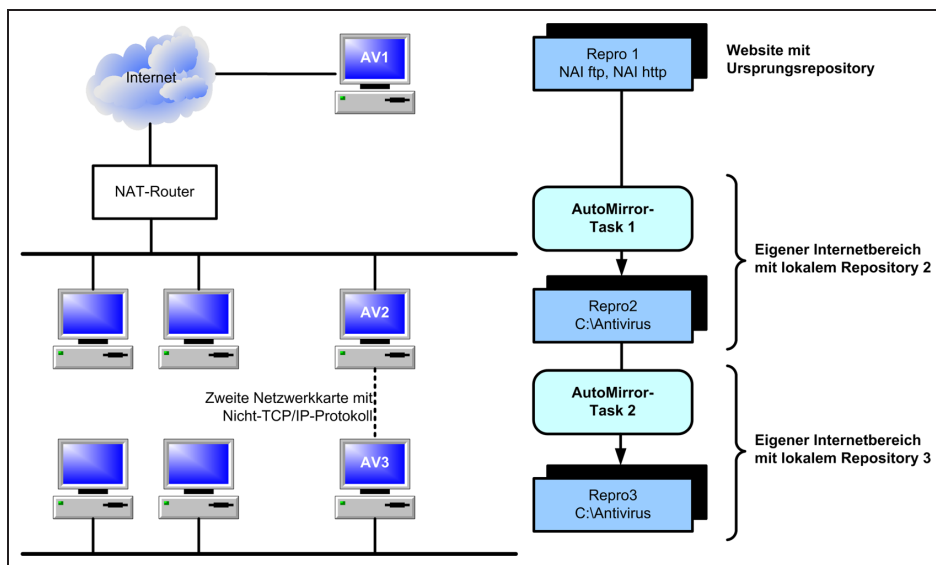 Internet
AV1
NAT-Router
AV2
Zweite Netzwerkkarte mit
Nicht-TCP/IP-Protokoll
AV3
Repro 1
NAI ftp, NAI http
Website mit
Ursprungsrepository
AutoMirror-
Task 1
Eigener Internetbereich
mit lokalem Repository 2
Repro2
C:\Antivirus
AutoMirror-
Task 2
Eigener Internetbereich
mit lokalem Repository 3
Repro3
C:\Antivirus